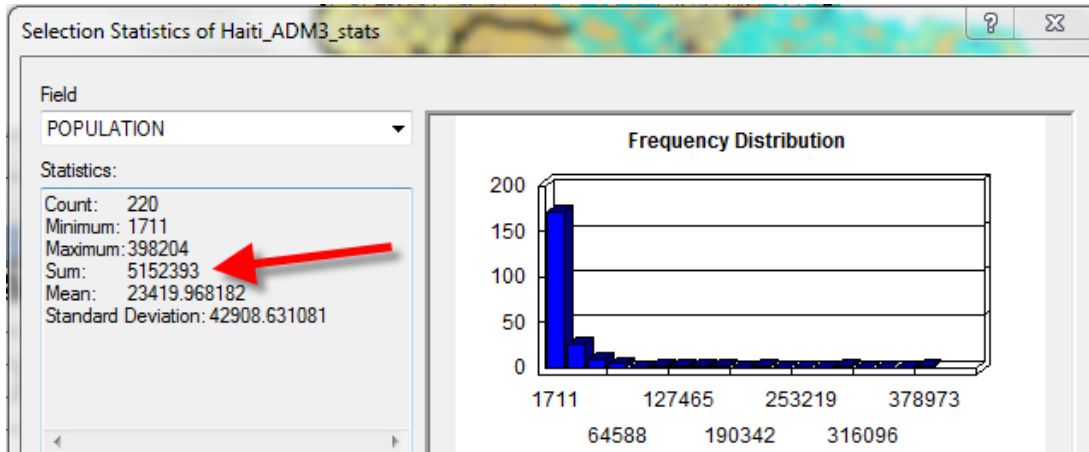 Selection Statistics of Haiti_ADM3_stats
Field
POPULATION
Statistics:
Count: 220
Minimum: 1711
Maximum: 398204
Sum: 5152393
Mean: 23419.968182
Standard Deviation: 42908.631081
Frequency Distribution
200
150
100
50
0
1711 127465 253219 378973
64588 190342 316096